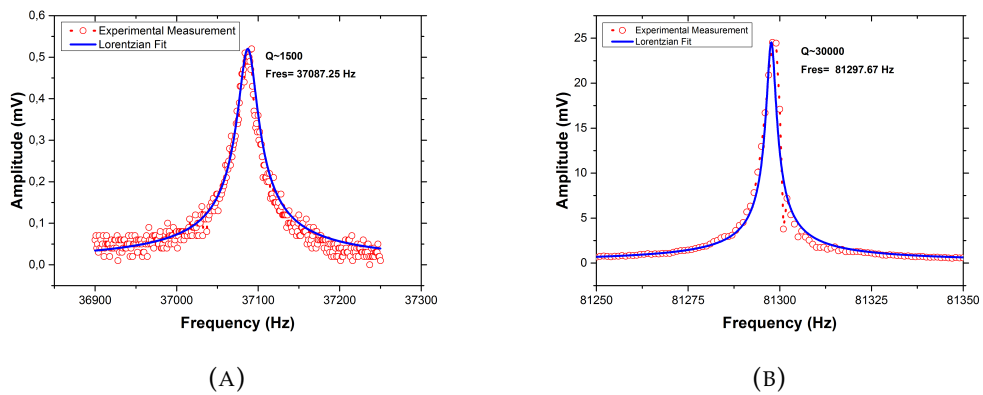 Experimental Measurement
Lorentzian Fit
Q~1500
Fres= 37087.25 Hz
Amplitude (mV)
0,6
0,5
0,4
0,3
0,2
0,1
0,0
36900 37000 37100 37200 37300
Frequency (Hz)
(A)
Experimental Measurement
Lorentzian Fit
Q~30000
Fres= 81297.67 Hz
Amplitude (mV)
25
20
15
10
5
0
81250 81275 81300 81325 81350
Frequency (Hz)
(B)